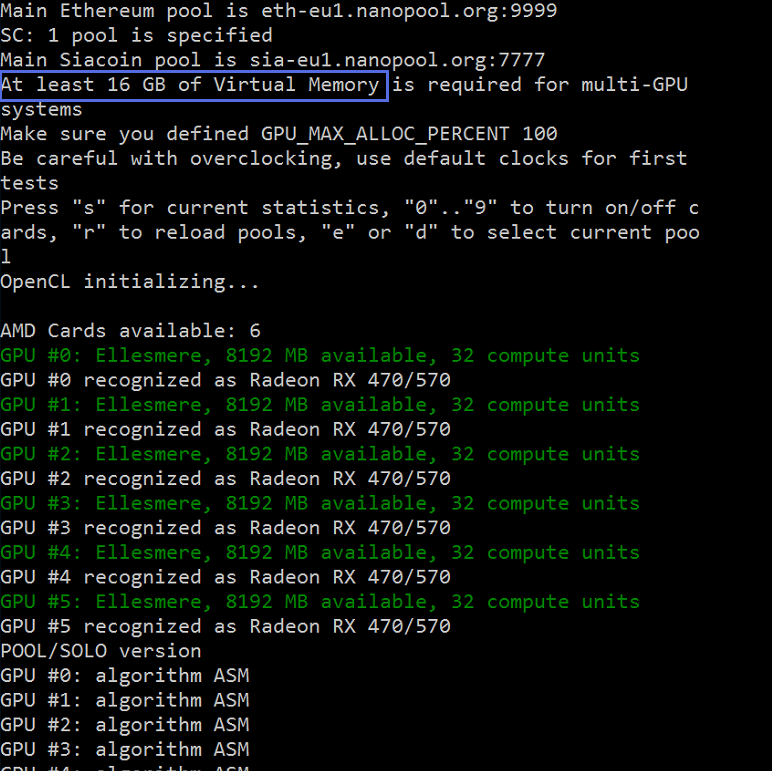 Main Ethereum pool is eth-eu1.nanopool.org:9999
SC: 1 pool is specified
Main Siacoin pool is sia-eu1.nanopool.org:7777
At least 16 GB of Virtual Memory is required for multi-GPU
systems
Make sure you defined GPU_MAX_ALLOC_PERCENT 100
Be careful with overclocking, use default clocks for first
tests
Press "s" for current statistics, "0".."9" to turn on/off c
ards, "r" to reload pools, "e" or "d" to select current poo
l
OpenCL initializing...
AMD Cards available: 6
GPU #0: Ellesmere, 8192 MB available, 32 compute units
GPU #0 recognized as Radeon RX 470/570
GPU #1: Ellesmere, 8192 MB available, 32 compute units
GPU #1 recognized as Radeon RX 470/570
GPU #2: Ellesmere, 8192 MB available, 32 compute units
GPU #2 recognized as Radeon RX 470/570
GPU #3: Ellesmere, 8192 MB available, 32 compute units
GPU #3 recognized as Radeon RX 470/570
GPU #4: Ellesmere, 8192 MB available, 32 compute units
GPU #4 recognized as Radeon RX 470/570
GPU #5: Ellesmere, 8192 MB available, 32 compute units
GPU #5 recognized as Radeon RX 470/570
POOL/SOLO version
GPU #0: algorithm ASM
GPU #1: algorithm ASM
GPU #2: algorithm ASM
GPU #3: algorithm ASM
GPU #4: algorithm ASM